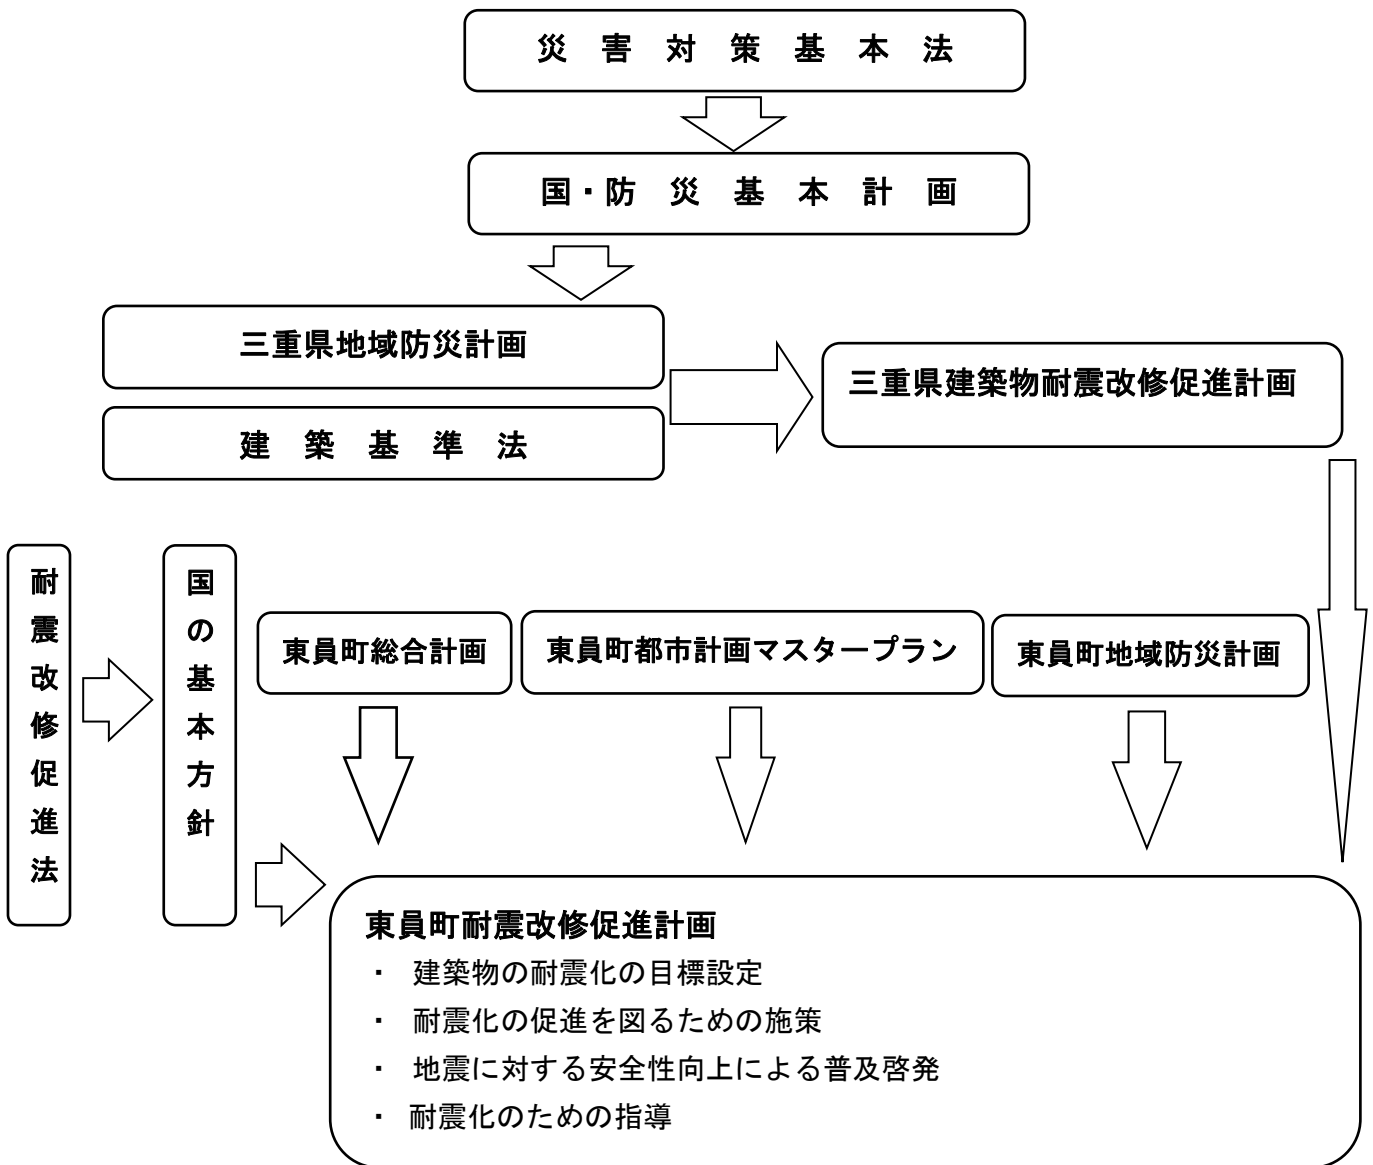 災害対策基本法
国・防災基本計画
三重県地域防災計画
建築基準法
三重県建築物耐震改修促進計画
耐震改修促進法
国の基本方針
東員町総合計画
東員町都市計画マスタープラン
東員町地域防災計画
東員町耐震改修促進計画
・ 建築物の耐震化の目標設定
・ 耐震化の促進を図るための施策
・ 地震に対する安全性向上による普及啓発
・ 耐震化のための指導